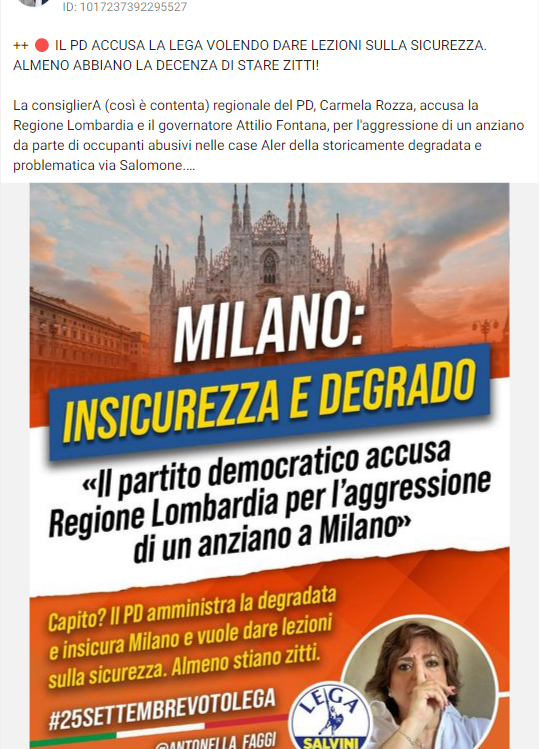 ID: 1017237392295527
++ 🔴 IL PD ACCUSA LA LEGA VOLENDO DARE LEZIONI SULLA SICUREZZA.
ALMENO ABBIANO LA DECENZA DI STARE ZITTI!
La consiglierA (così è contenta) regionale del PD, Carmela Rozza, accusa la
Regione Lombardia e il governatore Attilio Fontana, per l'aggressione di un anziano
da parte di occupanti abusivi nelle case Aler della storicamente degradata e
problematica via Salomone....
MILANO:
INSICUREZZA E DEGRADO
«Il partito democratico accusa
Regione Lombardia per l'aggressione
di un anziano a Milano»
Capito? Il PD amministra la degradata
e insicura Milano e vuole dare lezioni
sulla sicurezza. Almeno stiano zitti.
#25SETTEMBREVOTOLEGA
@ANTONELLA FAGGI
LEGA
SALVINI